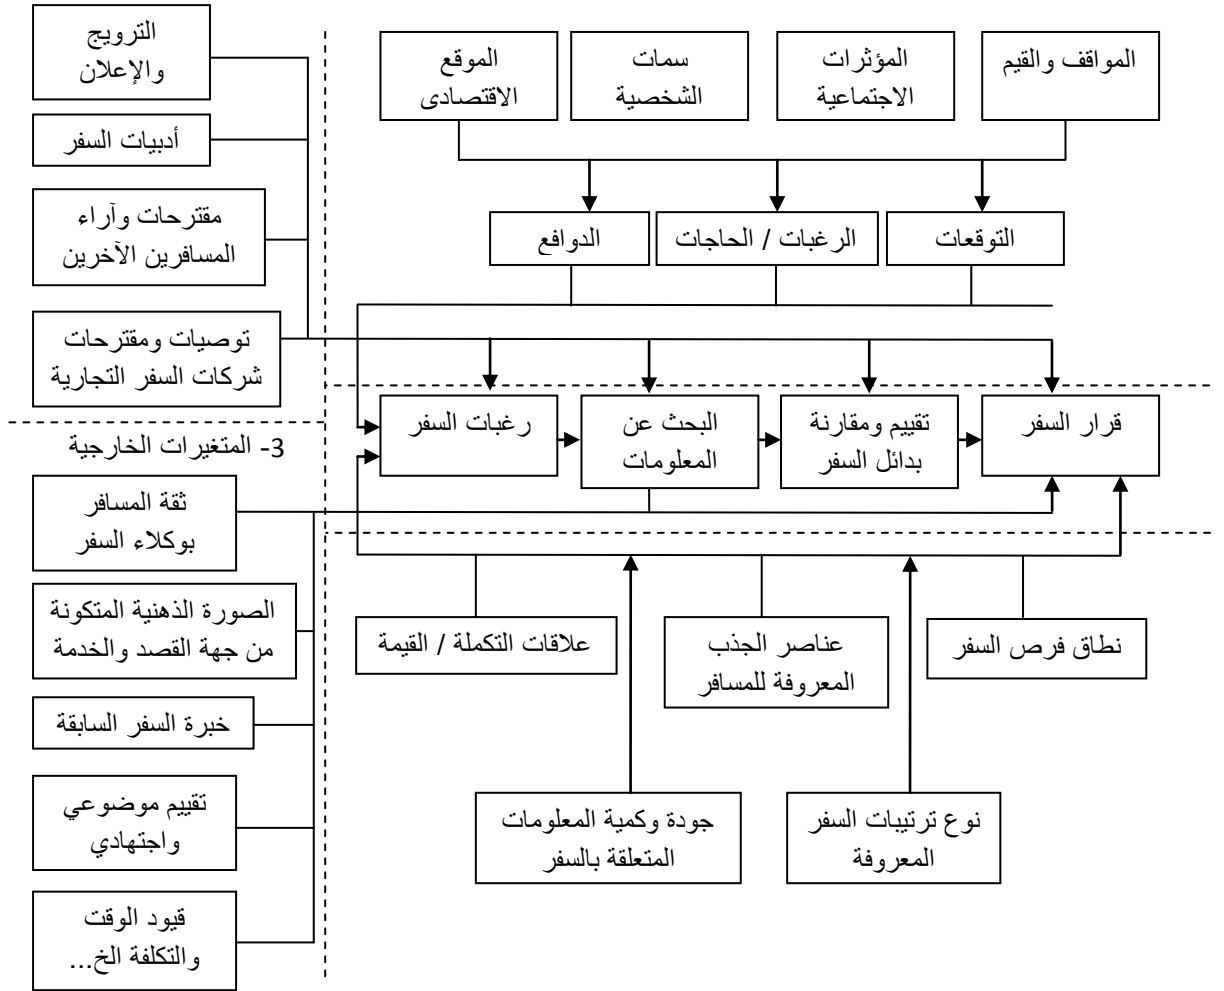 الترويج
والإعلان
أدبيات السفر
مقترحات وآراء
المسافرين الآخرين
توصيات ومقترحات
شركات السفر التجارية
المواقف والقيم
المؤثرات
الاجتماعية
سمات
الشخصية
الموقع
الاقتصادى
التوقعات
الرغبات / الحاجات
الدوافع
رغبات السفر
البحث عن
المعلومات
تقييم ومقارنة
بدائل السفر
قرار السفر
3- المتغيرات الخارجية
ثقة المسافر
بوكلاء السفر
الصورة الذهنية المتكونة
من جهة القصد والخدمة
خبرة السفر السابقة
تقييم موضوعي
واجتهادي
قيود الوقت
والتكلفة الخ...
نطاق فرص السفر
عناصر الجذب
المعروفة للمسافر
علاقات التكملة / القيمة
نوع ترتيبات السفر
المعروفة
جودة وكمية المعلومات
المتعلقة بالسفر